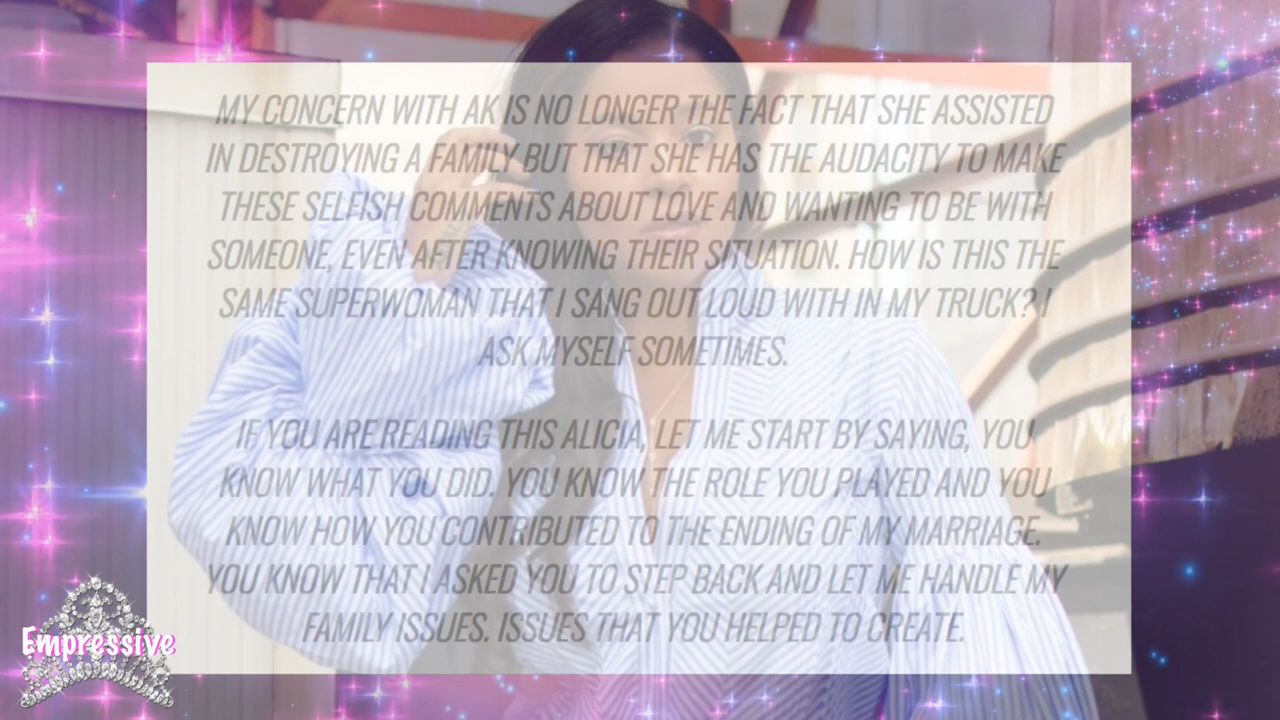 MY CONCERN WITH AK IS NO LONGER THE FACT THAT SHE ASSISTED
IN DESTROYING A FAMILY BUT THAT SHE HAS THE AUDACITY TO MAKE
THESE SELFISH COMMENTS ABOUT LOVE AND WANTING TO BE WITH
SOMEONE, EVEN AFTER KNOWING THEIR SITUATION. HOW IS THIS THE
SAME SUPERWOMAN THAT I SANG OUT LOUD WITH IN MY TRUCK? I
ASK MYSELF SOMETIMES.
IF YOU ARE READING THIS ALICIA, LET ME START BY SAYING, YOU
KNOW WHAT YOU DID. YOU KNOW THE ROLE YOU PLAYED AND YOU
KNOW HOW YOU CONTRIBUTED TO THE ENDING OF MY MARRIAGE.
YOU KNOW THAT I ASKED YOU TO STEP BACK AND LET ME HANDLE MY
FAMILY ISSUES. ISSUES THAT YOU HELPED TO CREATE.
Empressive